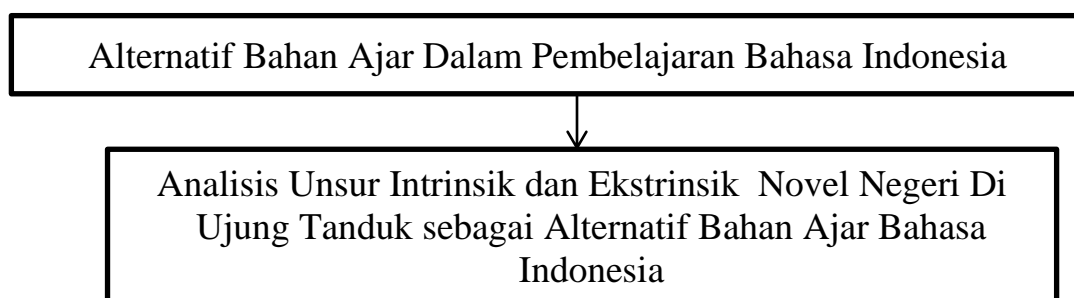 Alternatif Bahan Ajar Dalam Pembelajaran Bahasa Indonesia
Analisis Unsur Intrinsik dan Ekstrinsik Novel Negeri Di
Ujung Tanduk sebagai Alternatif Bahan Ajar Bahasa
Indonesia